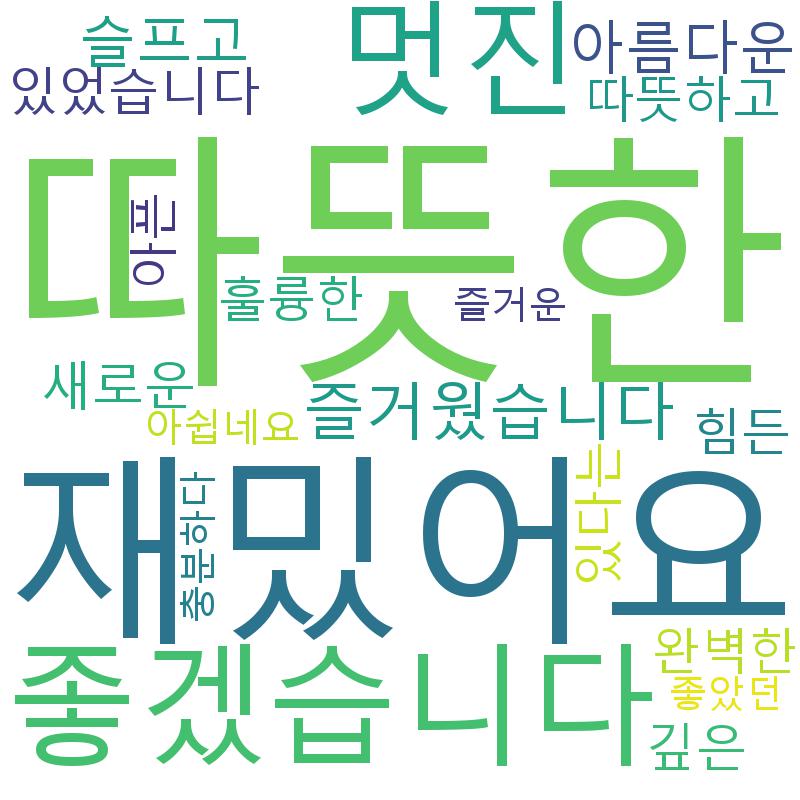 슬프고
멋진
아름다운
있었습니다
따뜻하고
따뜻한
훌륭한
즐거운
새로운
즐거웠습니다
아쉽네요
힘든
재밌어요
충분하다
있다는
좋겠습니다
완벽한
좋았던
깊은